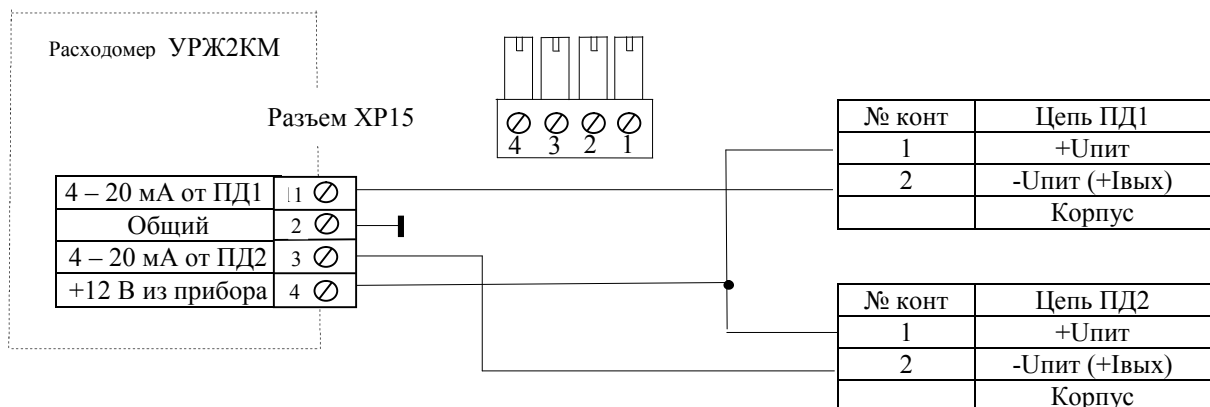 Расходомер УРЖ2КМ
Разъем ХР15
4 3 2 1
4 – 20 мА от ПД1 1
Общий 2
4 – 20 мА от ПД2 3
+12 В из прибора 4
№ конт Цепь ПД1
1 +Uпит
2 -Uпит (+Iвых)
Корпус
№ конт Цепь ПД2
1 +Uпит
2 -Uпит (+Iвых)
Корпус